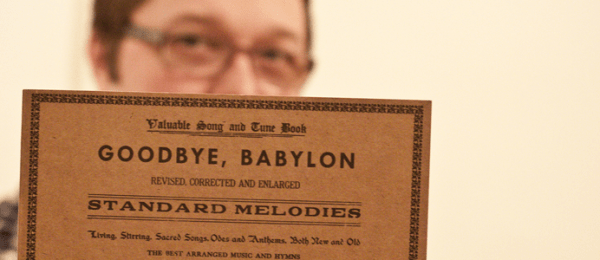 Valuable Song and Tune Book
GOODBYE, BABYLON
REVISED, CORRECTED AND ENLARGED
STANDARD MELODIES
Living, Stirring, Sacred Songs, Odes and Anthems, Both New and Old
THE BEST ARRANGED MUSIC AND HYMNS